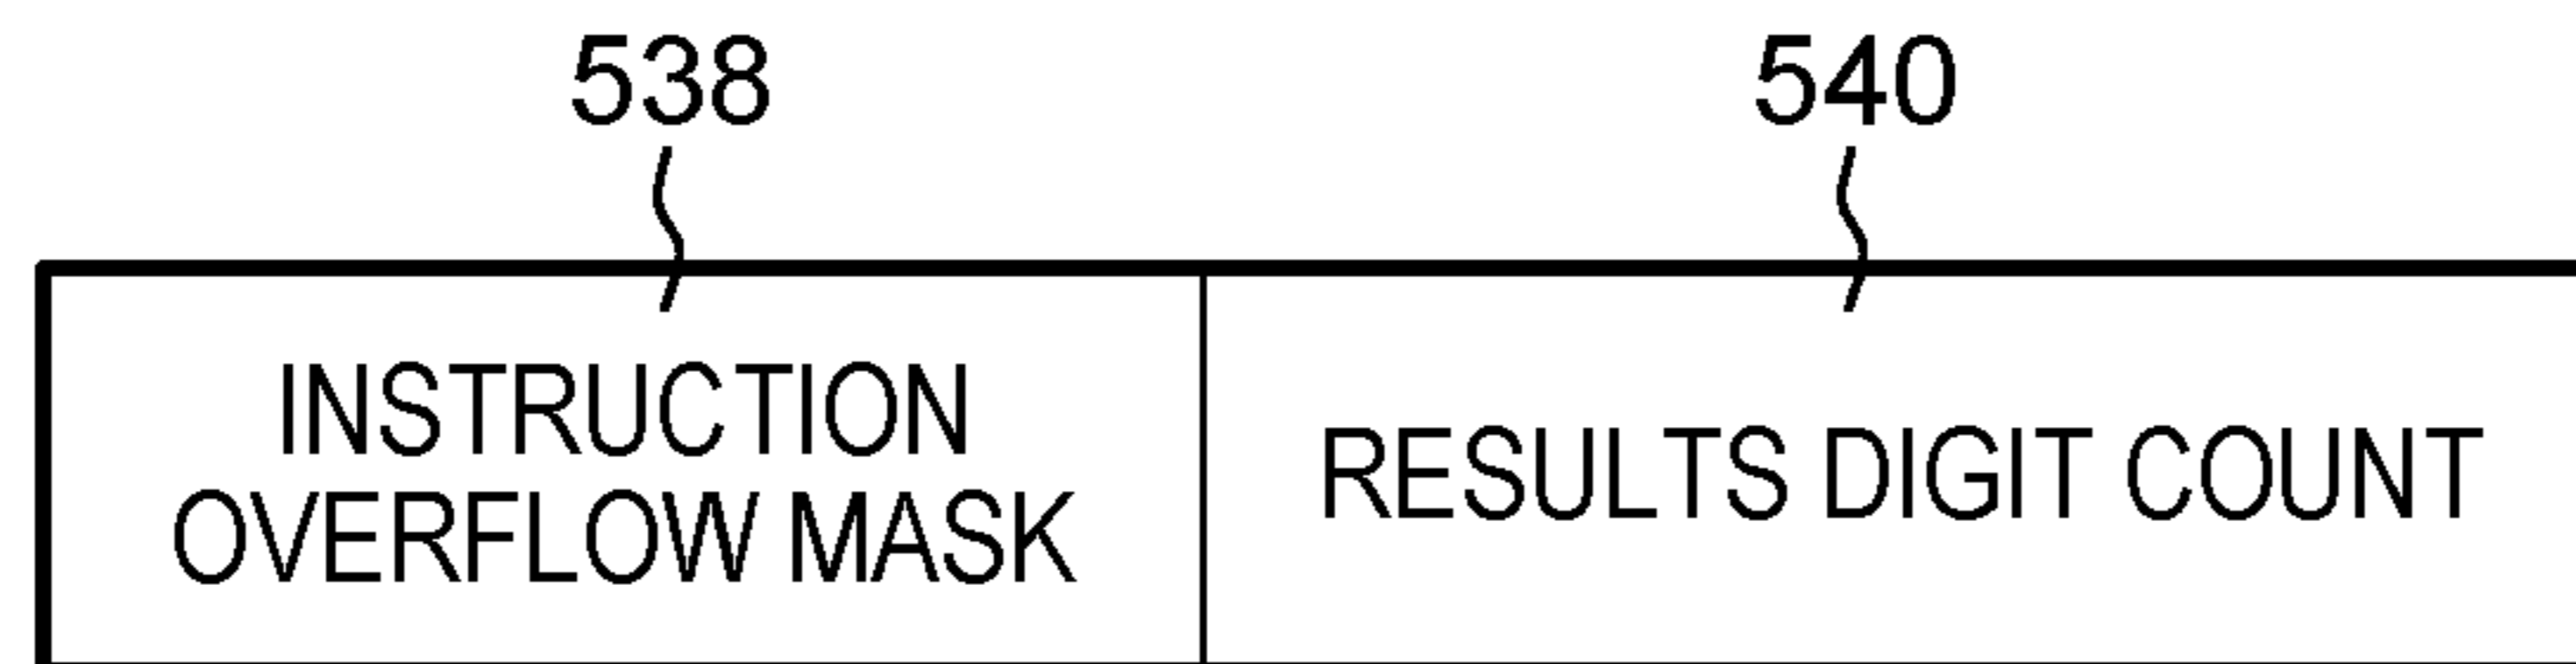 538 540
INSTRUCTION
OVERFLOW MASK
RESULTS DIGIT COUNT